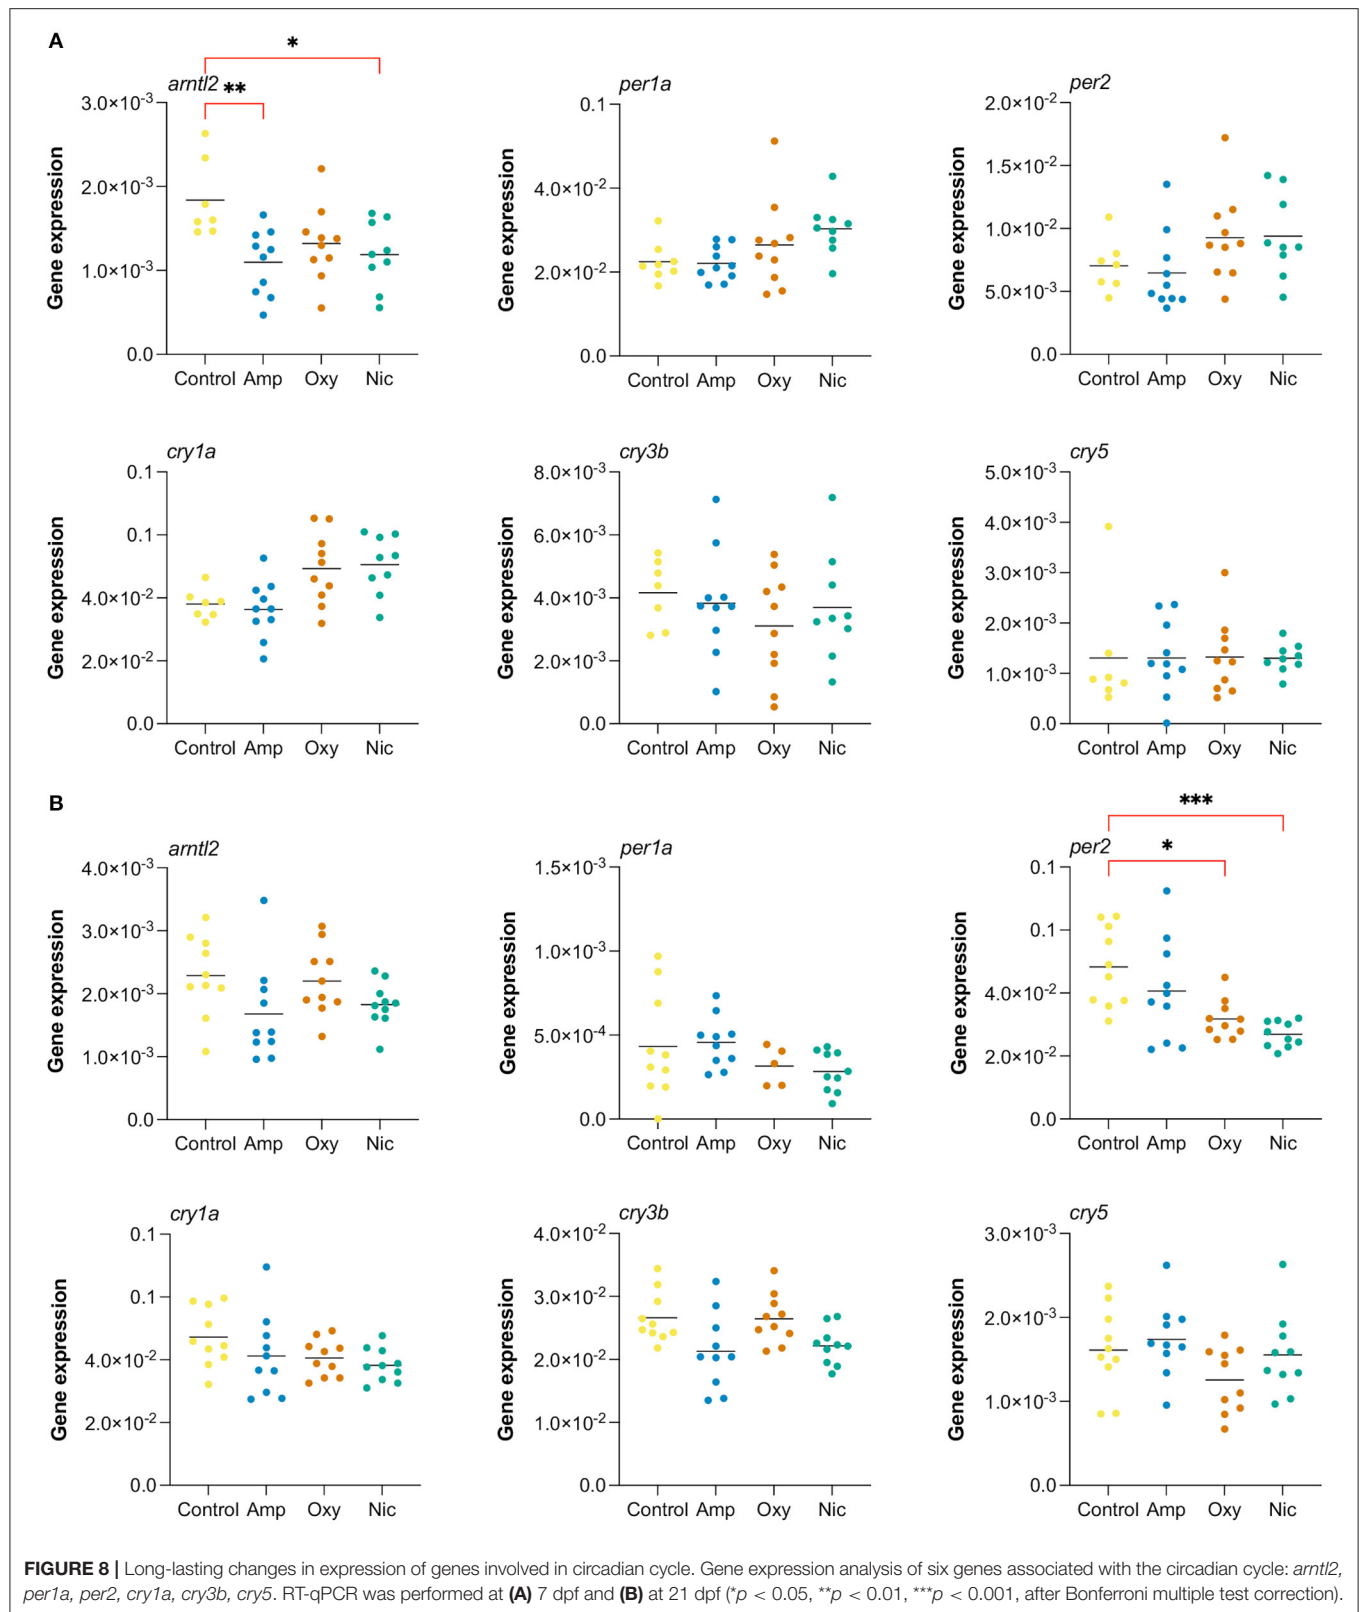 A
*
arntl2
**
3.0×10⁻³
2.0×10⁻³
1.0×10⁻³
0.0
Gene expression
Control Amp Oxy Nic
per1a
0.1
4.0×10⁻²
2.0×10⁻²
0.0
Gene expression
Control Amp Oxy Nic
per2
2.0×10⁻²
1.5×10⁻²
1.0×10⁻²
5.0×10⁻³
0.0
Gene expression
Control Amp Oxy Nic
cry1a
0.1
0.1
4.0×10⁻²
2.0×10⁻²
0.0
Gene expression
Control Amp Oxy Nic
cry3b
8.0×10⁻³
6.0×10⁻³
4.0×10⁻³
2.0×10⁻³
0.0
Gene expression
Control Amp Oxy Nic
cry5
5.0×10⁻³
4.0×10⁻³
3.0×10⁻³
2.0×10⁻³
1.0×10⁻³
0.0
Gene expression
Control Amp Oxy Nic
B
arntl2
4.0×10⁻³
3.0×10⁻³
2.0×10⁻³
1.0×10⁻³
0.0
Gene expression
Control Amp Oxy Nic
per1a
1.5×10⁻³
1.0×10⁻³
5.0×10⁻⁴
0.0
Gene expression
Control Amp Oxy Nic
***
per2
*
0.1
0.1
4.0×10⁻²
2.0×10⁻²
0.0
Gene expression
Control Amp Oxy Nic
cry1a
0.1
0.1
4.0×10⁻²
2.0×10⁻²
0.0
Gene expression
Control Amp Oxy Nic
cry3b
4.0×10⁻²
3.0×10⁻²
2.0×10⁻²
1.0×10⁻²
0.0
Gene expression
Control Amp Oxy Nic
cry5
3.0×10⁻³
2.0×10⁻³
1.0×10⁻³
0.0
Gene expression
Control Amp Oxy Nic
FIGURE 8 | Long-lasting changes in expression of genes involved in circadian cycle. Gene expression analysis of six genes associated with the circadian cycle: arntl2,
per1a, per2, cry1a, cry3b, cry5. RT-qPCR was performed at (A) 7 dpf and (B) at 21 dpf (*p < 0.05, **p < 0.01, ***p < 0.001, after Bonferroni multiple test correction).